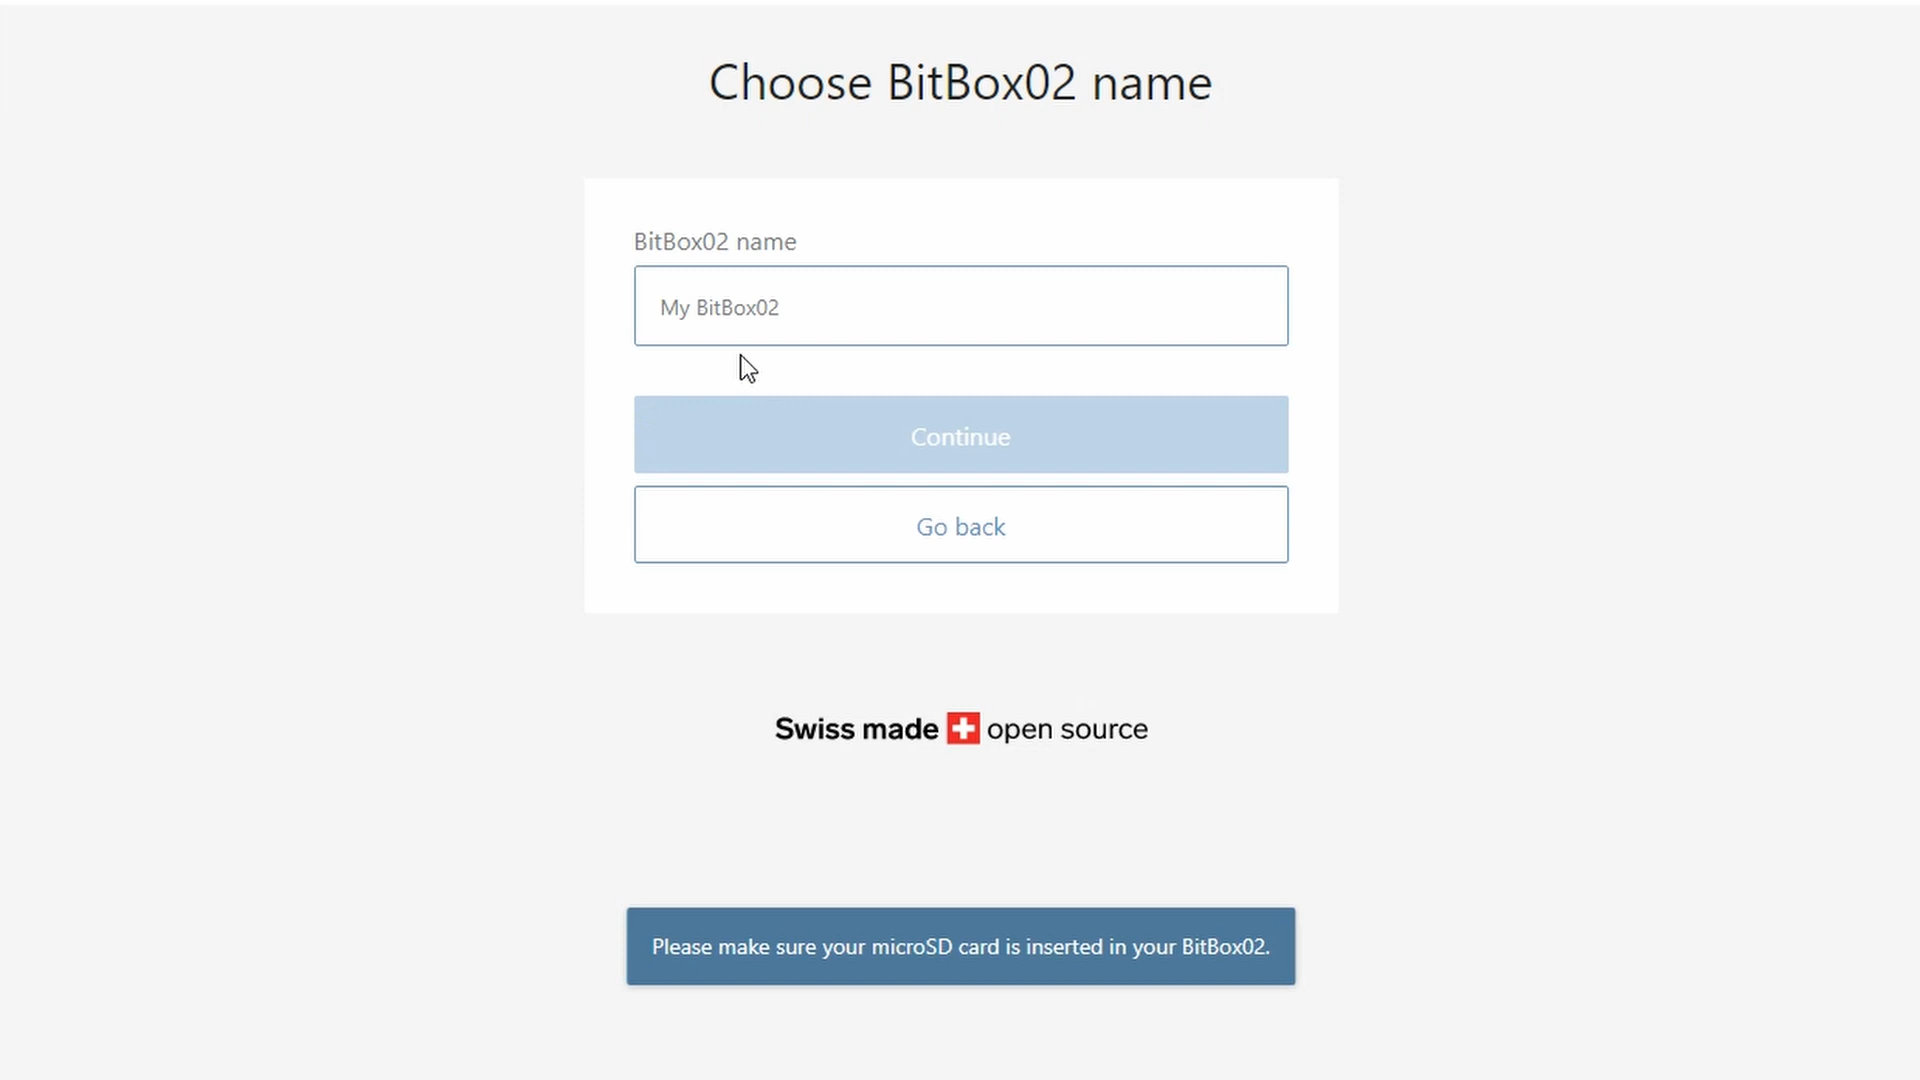 Choose BitBox02 name
BitBox02 name
My BitBox02
Continue
Go back
Swiss made open source
Please make sure your microSD card is inserted in your BitBox02.